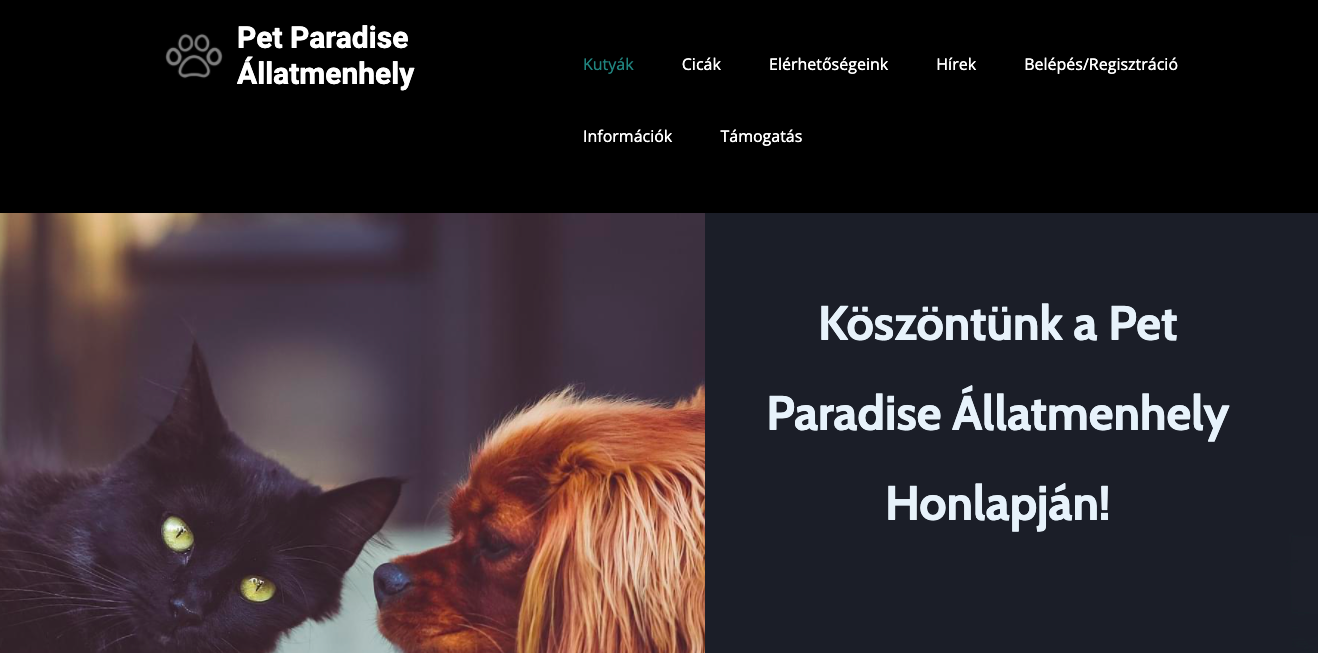 Pet Paradise
Állatmenhely
Kutyák Cicák Elérhetőségeink Hírek Belépés/Regisztráció
Információk Támogatás
Köszöntünk a Pet
Paradise Állatmenhely
Honlapján!